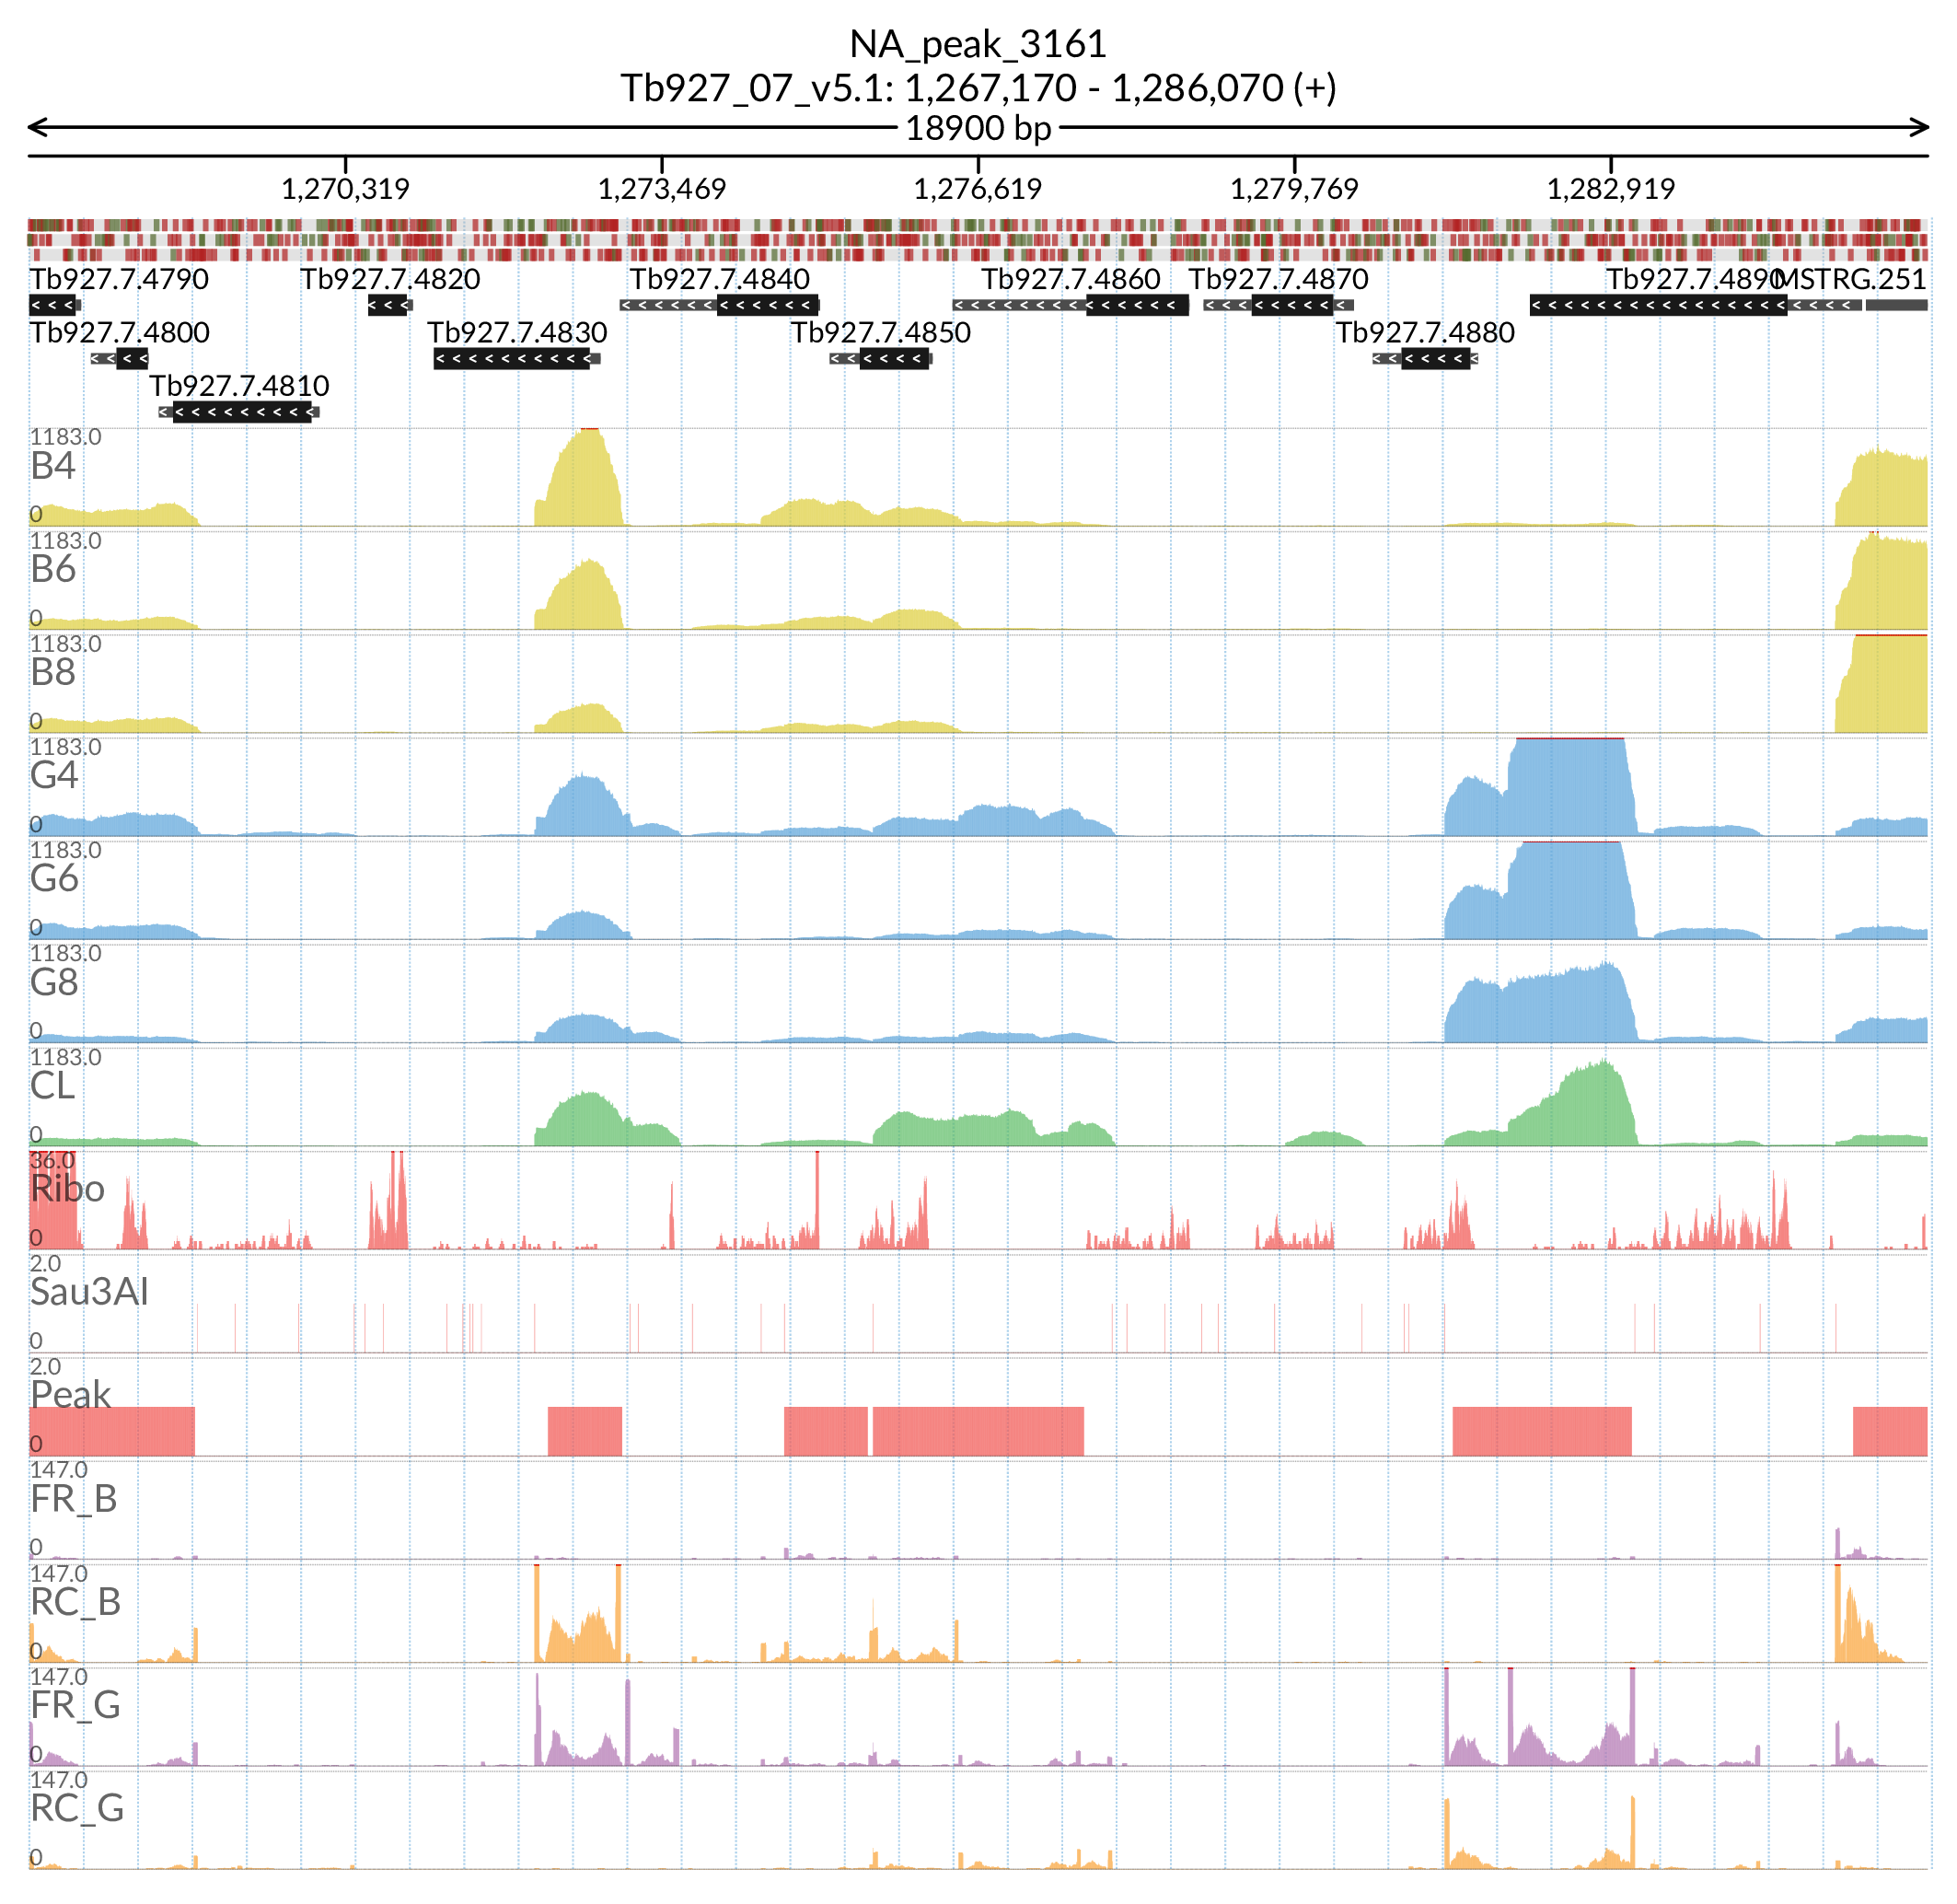 NA_peak_3161
Tb927_07_v5.1: 1,267,170 - 1,286,070 (+)
18900 bp
1,270,319 1,273,469 1,276,619 1,279,769 1,282,919
Tb927.7.4790 Tb927.7.4820 Tb927.7.4840 Tb927.7.4860 Tb927.7.4870 Tb927.7.4890 MSTRG.251
Tb927.7.4800 Tb927.7.4830 Tb927.7.4850 Tb927.7.4880
Tb927.7.4810
1183.0
B4
0
1183.0
B6
0
1183.0
B8
0
1183.0
G4
0
1183.0
G6
0
1183.0
G8
0
1183.0
CL
0
36.0
Ribo
0
2.0
Sau3AI
0
2.0
Peak
0
147.0
FR_B
0
147.0
RC_B
0
147.0
FR_G
0
147.0
RC_G
0